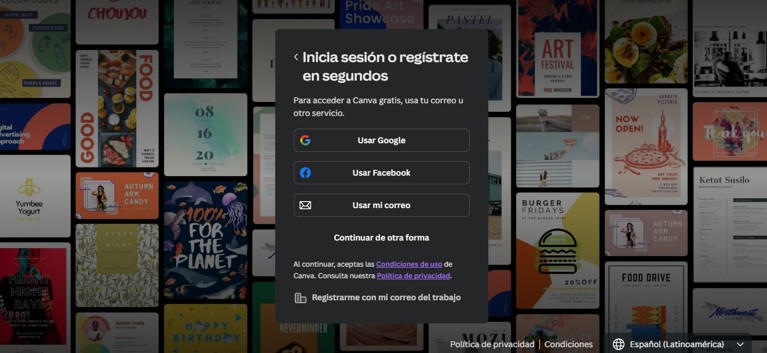 CHOUJOU
Pride Art
Showcase
PASTEL
Inicia sesión o regístrate
en segundos
Para acceder a Canva gratis, usa tu correo u
otro servicio.
Usar Google
Usar Facebook
Usar mi correo
Continuar de otra forma
Al continuar, aceptas las Condiciones de uso de
Canva. Consulta nuestra Política de privacidad.
Registrarme con mi correo del trabajo
GOOD
FOOD
08
16
20
ART
FESTIVAL
NOW
OPEN!
Thank you
Yumbee
Yogurt
AUTUMN
ARM
CANDY
100%
FOR THE
PLANET
BURGER
FRIDAYS
20% OFF
AUTUMN
ARM
CANDY
Ketut Susilo
FOOD DRIVE
Northwest
HAPPY
BIRTHDAY
NEVERMINDER
Política de privacidad | Condiciones
Español (Latinoamérica)